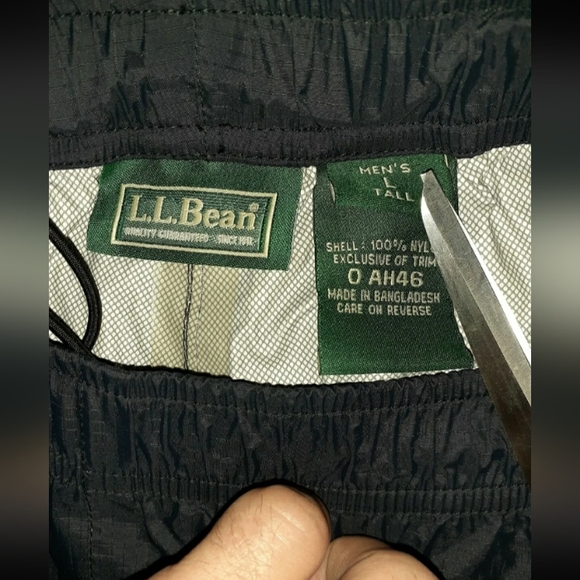 L.L.Bean®
QUALITY GUARANTEED SINCE 1912
MEN'S
L
TALL
SHELL: 100% NYL
EXCLUSIVE OF TRIM
0 AH46
MADE IN BANGLADESH
CARE ON REVERSE